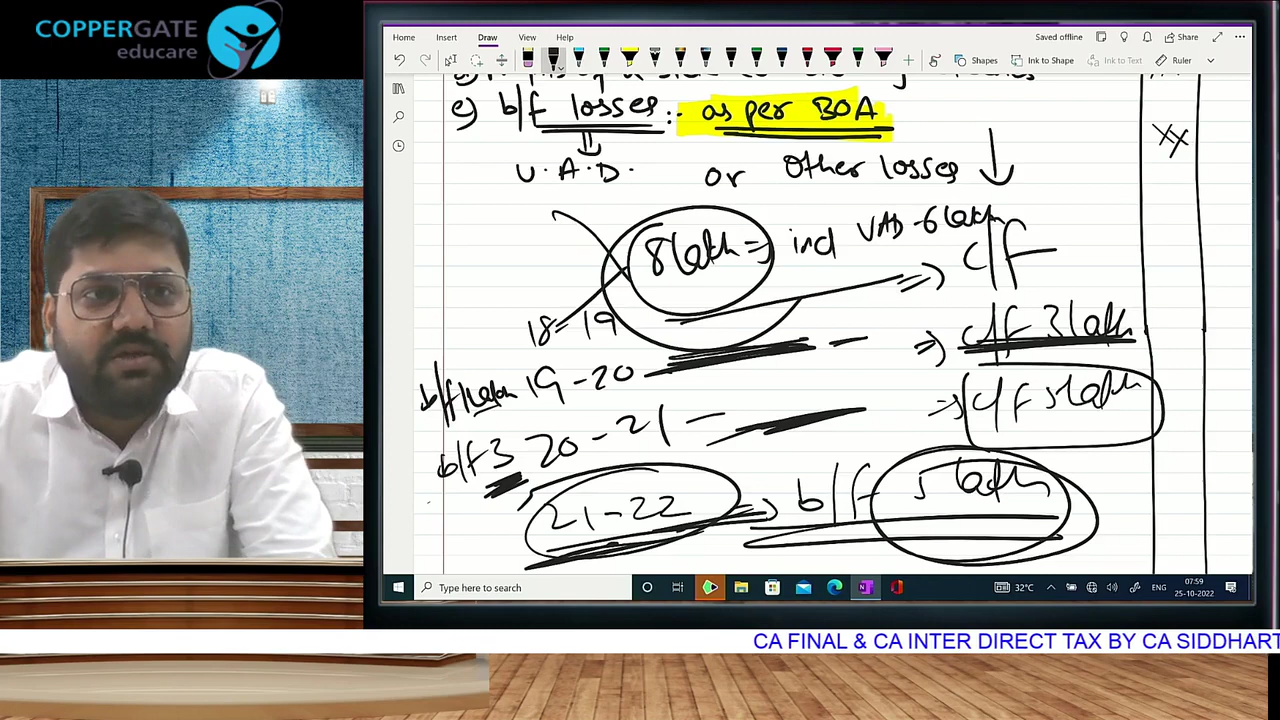 COPPERGATE
educare
Saved offline
Share
Home Insert Draw View Help
Shapes
Ink to Shape
Ink to Text
Ruler
e) b/f losses :- as per BOA
U.A.D. or Other losses
8 lakh => incl UAD - 6 lakh
c/f
18-19
c/f 3 lakh
b/f 19-20
c/f 5 lakh
b/f 3 20-21
21-22 => b/f 5 lakh
Type here to search
32°C
ENG
07:59
25-10-2022
CA FINAL & CA INTER DIRECT TAX BY CA SIDDHART